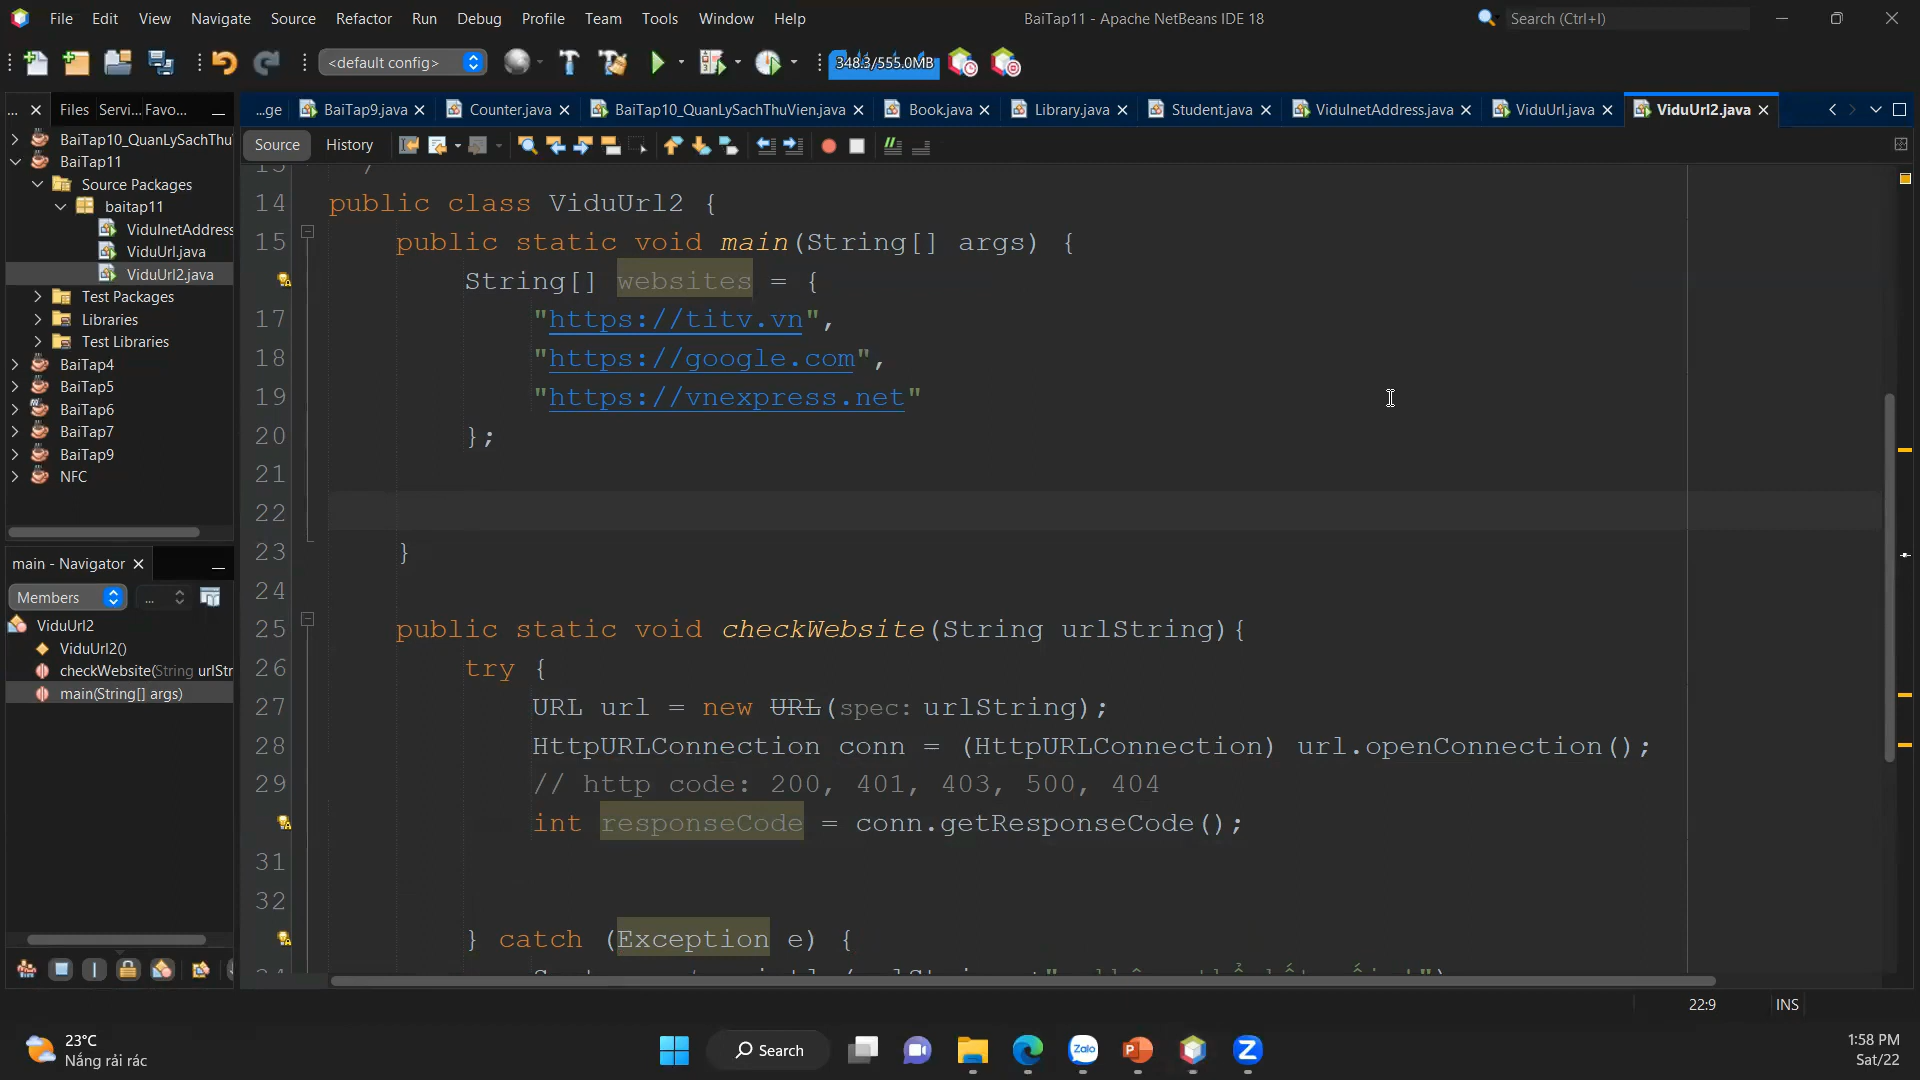 File Edit View Navigate Source Refactor Run Debug Profile Team Tools Window Help
BaiTap11 - Apache NetBeans IDE 18
Search (Ctrl+I)
<default config>
348.3/555.0MB
... Files Servi... Favo...
...ge BaiTap9.java Counter.java BaiTap10_QuanLySachThuVien.java Book.java Library.java Student.java ViduInetAddress.java ViduUrl.java ViduUrl2.java
Source History
BaiTap10_QuanLySachThu
BaiTap11
Source Packages
baitap11
ViduInetAddress
ViduUrl.java
ViduUrl2.java
Test Packages
Libraries
Test Libraries
BaiTap4
BaiTap5
BaiTap6
BaiTap7
BaiTap9
NFC
main - Navigator
Members ...
ViduUrl2
ViduUrl2()
checkWebsite(String urlStr
main(String[] args)
14 public class ViduUrl2 {
15 public static void main(String[] args) {
String[] websites = {
17 "https://titv.vn",
18 "https://google.com",
19 "https://vnexpress.net"
20 };
21
22
23 }
24
25 public static void checkWebsite(String urlString){
26 try {
27 URL url = new URL(spec: urlString);
28 HttpURLConnection conn = (HttpURLConnection) url.openConnection();
29 // http code: 200, 401, 403, 500, 404
int responseCode = conn.getResponseCode();
31
32
} catch (Exception e) {
22:9 INS
23°C
Nắng rải rác
Search
Zalo
1:58 PM
Sat/22